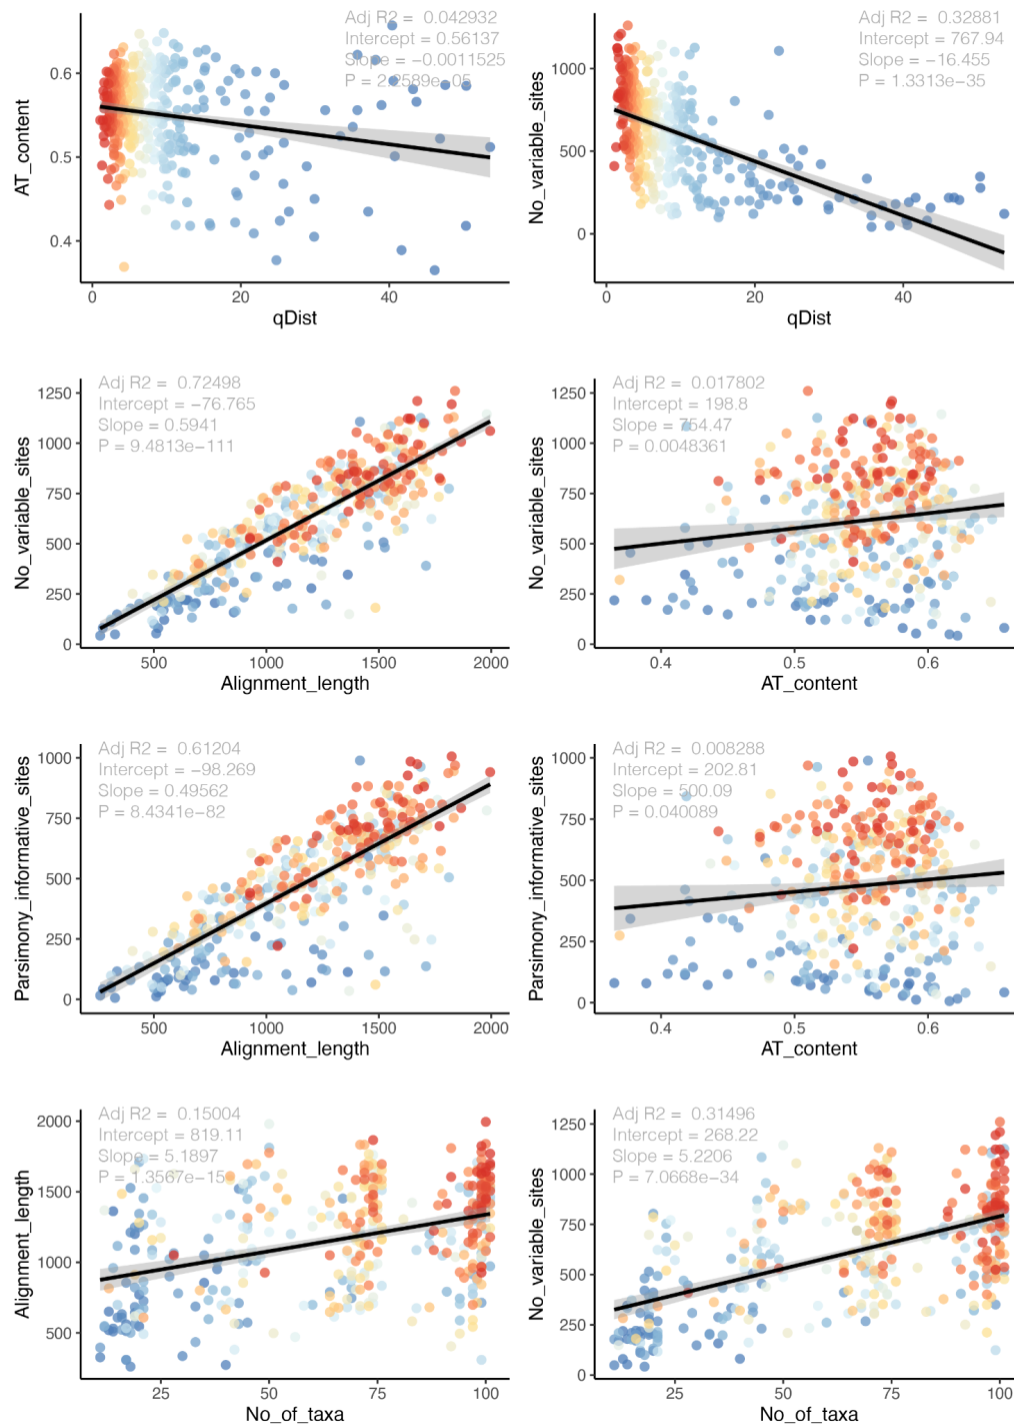 Adj R2 = 0.042932
Intercept = 0.56137
Slope = −0.0011525
P = 2.2589e−05
AT_content
0.6
0.5
0.4
0
20
40
qDist
Adj R2 = 0.32881
Intercept = 767.94
Slope = −16.455
P = 1.3313e−35
No_variable_sites
1000
500
0
0
20
40
qDist
Adj R2 = 0.72498
Intercept = −76.765
Slope = 0.5941
P = 9.4813e−111
No_variable_sites
1250
1000
750
500
250
0
500
1000
1500
2000
Alignment_length
Adj R2 = 0.017802
Intercept = 198.8
Slope = 754.47
P = 0.0048361
No_variable_sites
1250
1000
750
500
250
0
0.4
0.5
0.6
AT_content
Adj R2 = 0.61204
Intercept = −98.269
Slope = 0.49562
P = 8.4341e−82
Parsimony_informative_sites
1000
750
500
250
0
500
1000
1500
2000
Alignment_length
Adj R2 = 0.008288
Intercept = 202.81
Slope = 500.09
P = 0.040089
Parsimony_informative_sites
1000
750
500
250
0
0.4
0.5
0.6
AT_content
Adj R2 = 0.15004
Intercept = 819.11
Slope = 5.1897
P = 1.3567e−15
Alignment_length
2000
1500
1000
500
25
50
75
100
No_of_taxa
Adj R2 = 0.31496
Intercept = 268.22
Slope = 5.2206
P = 7.0668e−34
No_variable_sites
1250
1000
750
500
250
0
25
50
75
100
No_of_taxa